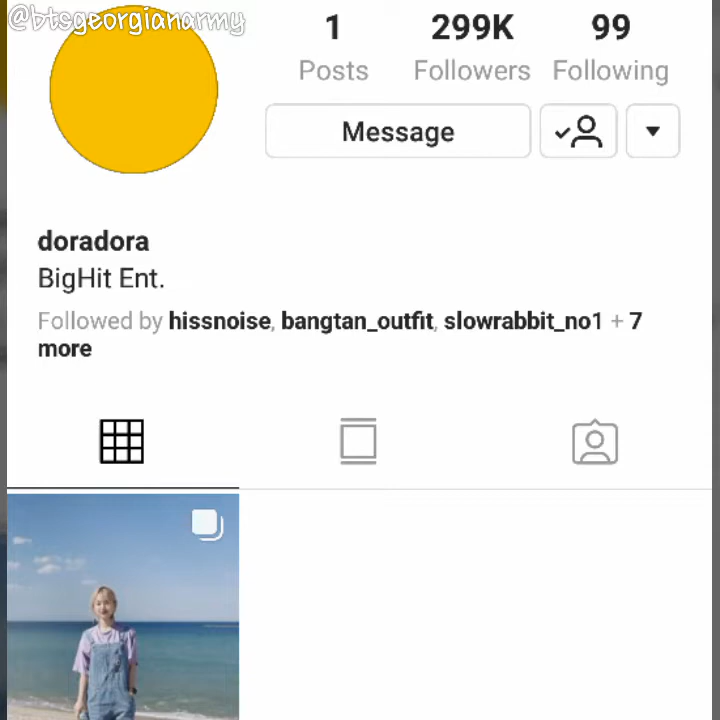 @btsgeorgianarmy
1 299K 99
Posts Followers Following
Message
doradora
BigHit Ent.
Followed by hissnoise, bangtan_outfit, slowrabbit_no1 + 7
more